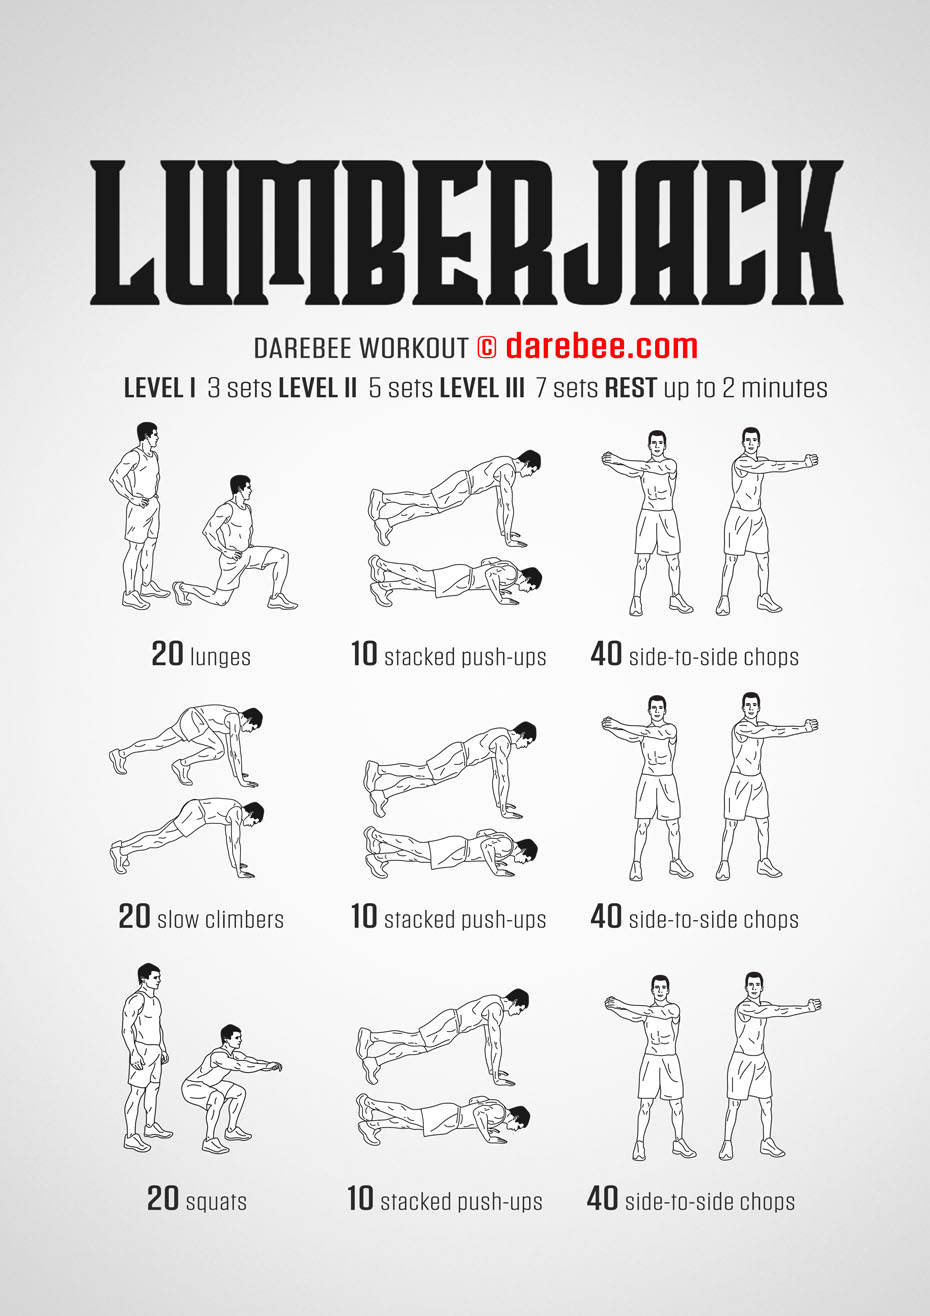 LUMBERJACK
DAREBEE WORKOUT © darebee.com
LEVEL I 3 sets LEVEL II 5 sets LEVEL III 7 sets REST up to 2 minutes
20 lunges
10 stacked push-ups
40 side-to-side chops
20 slow climbers
10 stacked push-ups
40 side-to-side chops
20 squats
10 stacked push-ups
40 side-to-side chops